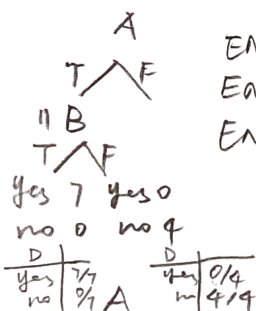 A
T F
11 B
T F
yes 7 yes 0
no 0 no 4
D D
yes 7/7 yes 0/4
no 0/7 no 4/4
A